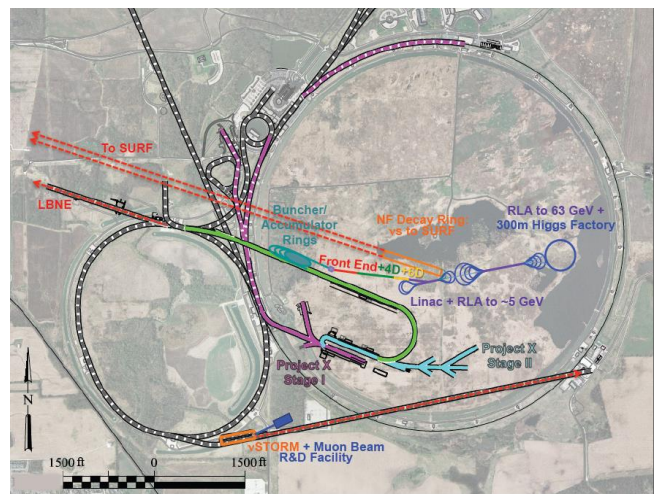 To SURF
LBNE
Buncher/
Accumulator
Rings
NF Decay Ring:
νs to SURF
RLA to 63 GeV +
300m Higgs Factory
Front End+4D+6D
Linac + RLA to ~5 GeV
Project X
Stage I
Project X
Stage II
N
νSTORM + Muon Beam
R&D Facility
1500 ft 0 1500 ft